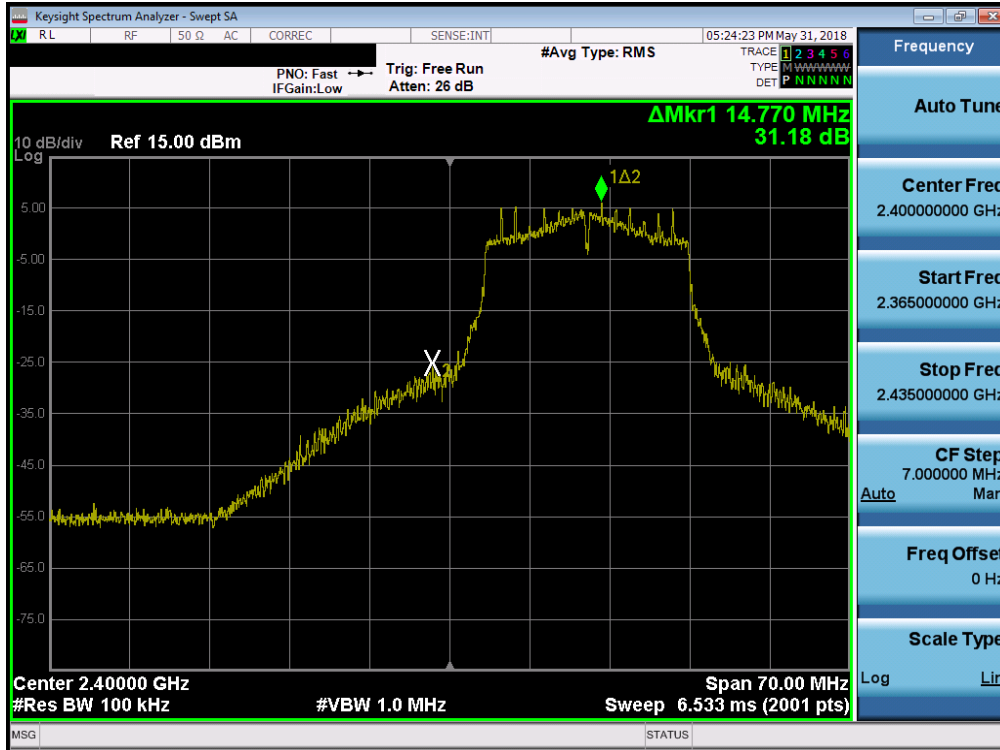 Keysight Spectrum Analyzer - Swept SA
LXI RL RF 50 Ω AC CORREC SENSE:INT 05:24:23 PM May 31, 2018
#Avg Type: RMS
TRACE 1 2 3 4 5 6
TYPE M W W W W W
DET P N N N N N
PNO: Fast
IFGain:Low
Trig: Free Run
Atten: 26 dB
ΔMkr1 14.770 MHz
31.18 dB
10 dB/div Ref 15.00 dBm
Log
1Δ2
5.00
-5.00
-15.0
-25.0
-35.0
-45.0
-55.0
-65.0
-75.0
Center 2.40000 GHz Span 70.00 MHz
#Res BW 100 kHz #VBW 1.0 MHz Sweep 6.533 ms (2001 pts)
MSG STATUS
Frequency
Auto Tune
Center Freq
2.400000000 GHz
Start Freq
2.365000000 GHz
Stop Freq
2.435000000 GHz
CF Step
7.000000 MHz
Auto Man
Freq Offset
0 Hz
Scale Type
Log Lin